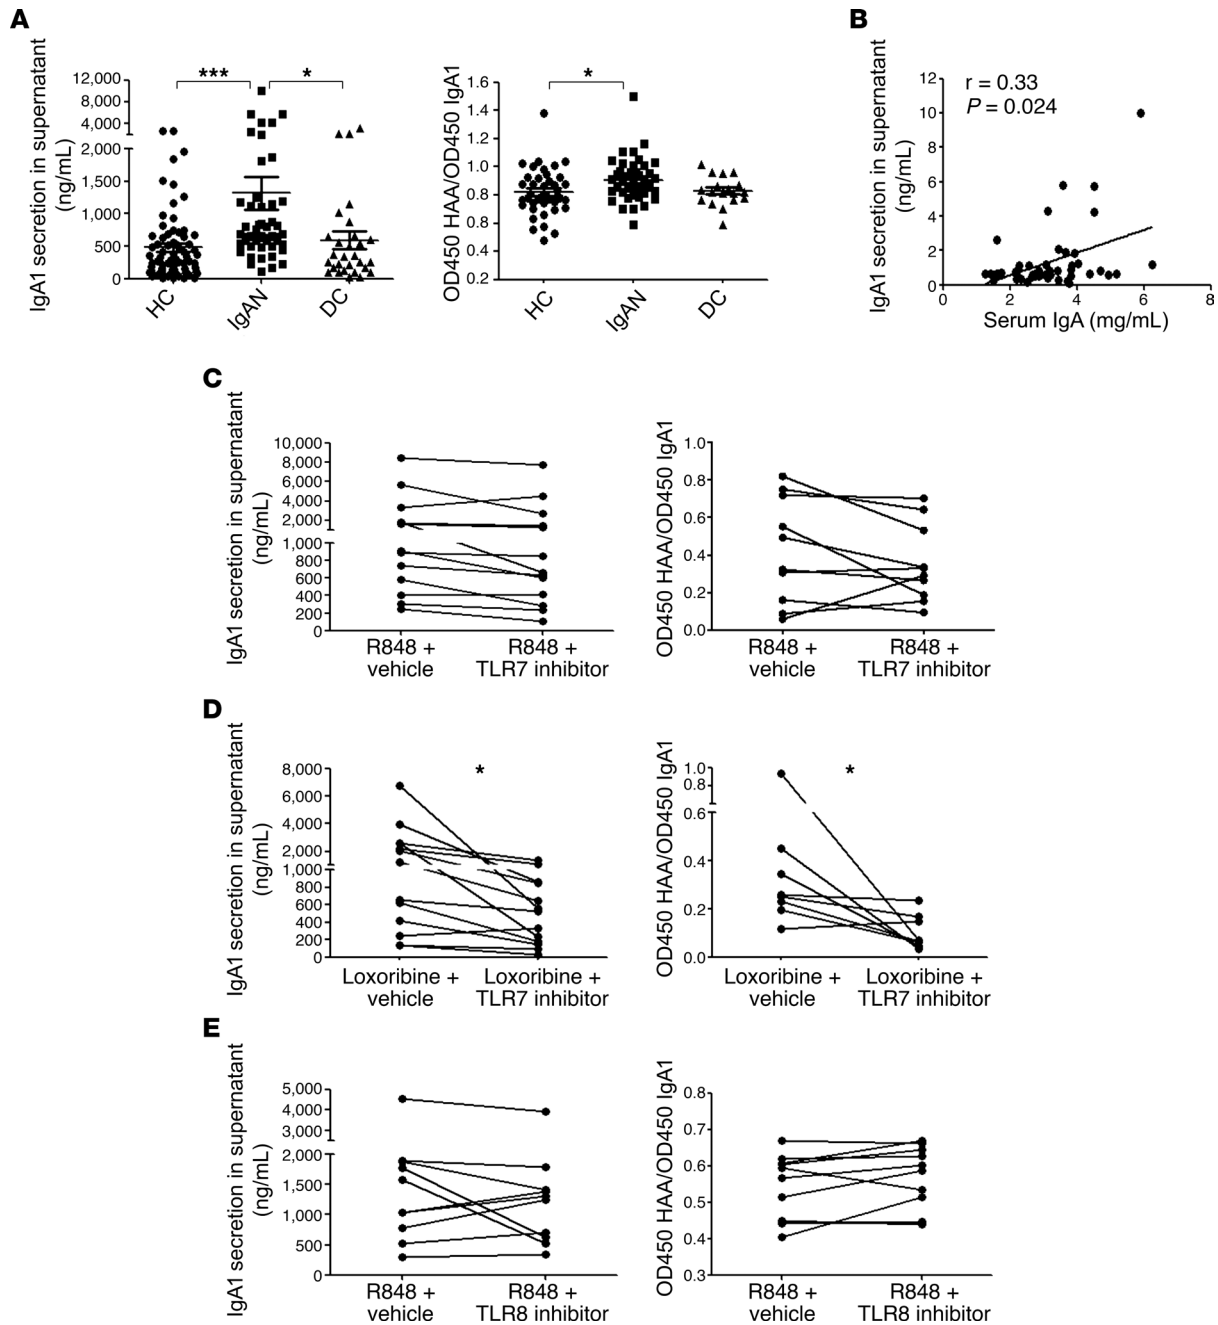 A
IgA1 secretion in supernatant
(ng/mL)
12,000
8,000
4,000
2,000
1,500
1,000
500
0
***
*
HC
IgAN
DC
OD450 HAA/OD450 IgA1
1.6
1.4
1.2
1.0
0.8
0.8
0.4
0.2
*
HC
IgAN
DC
B
IgA1 secretion in supernatant
(ng/mL)
12
10
8
6
4
2
0
r = 0.33
P = 0.024
0
2
4
6
8
Serum IgA (mg/mL)
C
IgA1 secretion in supernatant
(ng/mL)
10,000
8,000
6,000
4,000
2,000
1,000
800
600
400
200
0
R848 +
vehicle
R848 +
TLR7 inhibitor
OD450 HAA/OD450 IgA1
1.0
0.8
0.6
0.4
0.2
0.0
R848 +
vehicle
R848 +
TLR7 inhibitor
D
IgA1 secretion in supernatant
(ng/mL)
8,000
6,000
4,000
2,000
1,000
800
600
400
200
0
*
Loxoribine +
vehicle
Loxoribine +
TLR7 inhibitor
OD450 HAA/OD450 IgA1
1.0
0.8
0.6
0.4
0.2
0.0
*
Loxoribine +
vehicle
Loxoribine +
TLR7 inhibitor
E
IgA1 secretion in supernatant
(ng/mL)
5,000
4,000
3,000
2,000
1,500
1,000
500
0
R848 +
vehicle
R848 +
TLR8 inhibitor
OD450 HAA/OD450 IgA1
0.8
0.7
0.6
0.5
0.4
0.3
R848 +
vehicle
R848 +
TLR8 inhibitor